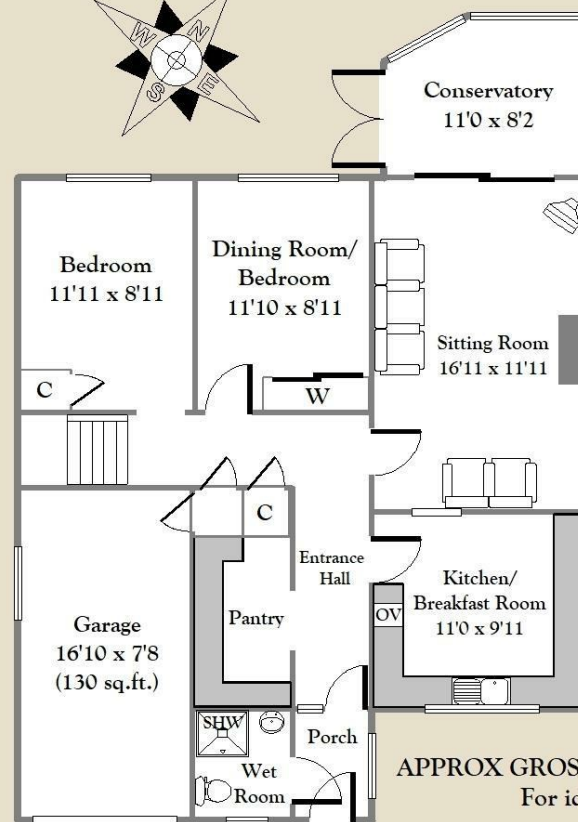 W
N
S
E
Conservatory
11'0 x 8'2
Bedroom
11'11 x 8'11
Dining Room/
Bedroom
11'10 x 8'11
Sitting Room
16'11 x 11'11
C
W
C
Entrance
Hall
Kitchen/
Breakfast Room
11'0 x 9'11
OV
Pantry
Garage
16'10 x 7'8
(130 sq.ft.)
SHW
Porch
Wet
Room
APPROX GROS
For